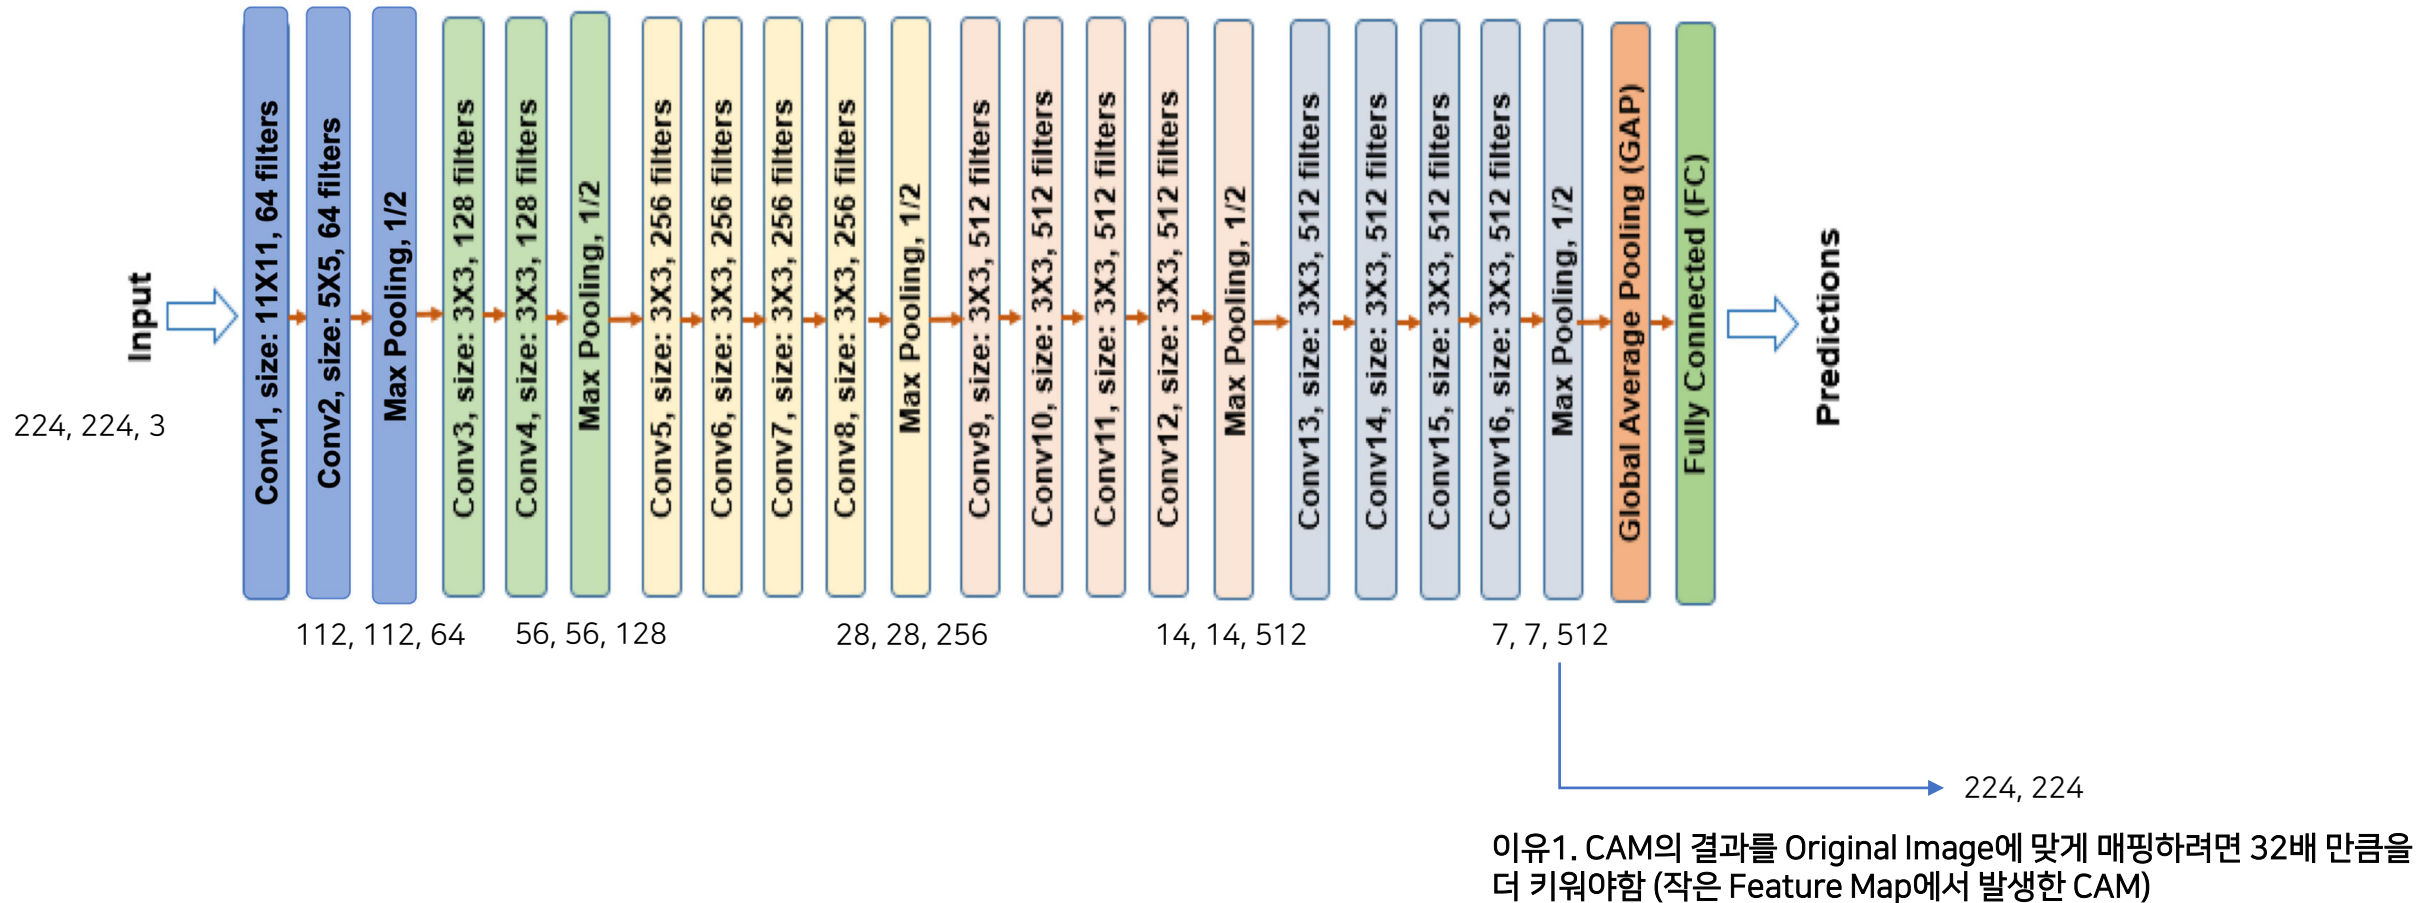 Input
224, 224, 3
Conv1, size: 11X11, 64 filters
Conv2, size: 5X5, 64 filters
Max Pooling, 1/2
Conv3, size: 3X3, 128 filters
Conv4, size: 3X3, 128 filters
Max Pooling, 1/2
Conv5, size: 3X3, 256 filters
Conv6, size: 3X3, 256 filters
Conv7, size: 3X3, 256 filters
Conv8, size: 3X3, 256 filters
Max Pooling, 1/2
Conv9, size: 3X3, 512 filters
Conv10, size: 3X3, 512 filters
Conv11, size: 3X3, 512 filters
Conv12, size: 3X3, 512 filters
Max Pooling, 1/2
Conv13, size: 3X3, 512 filters
Conv14, size: 3X3, 512 filters
Conv15, size: 3X3, 512 filters
Conv16, size: 3X3, 512 filters
Max Pooling, 1/2
Global Average Pooling (GAP)
Fully Connected (FC)
Predictions
112, 112, 64
56, 56, 128
28, 28, 256
14, 14, 512
7, 7, 512
224, 224
이유1. CAM의 결과를 Original Image에 맞게 매핑하려면 32배 만큼을
더 키워야함 (작은 Feature Map에서 발생한 CAM)